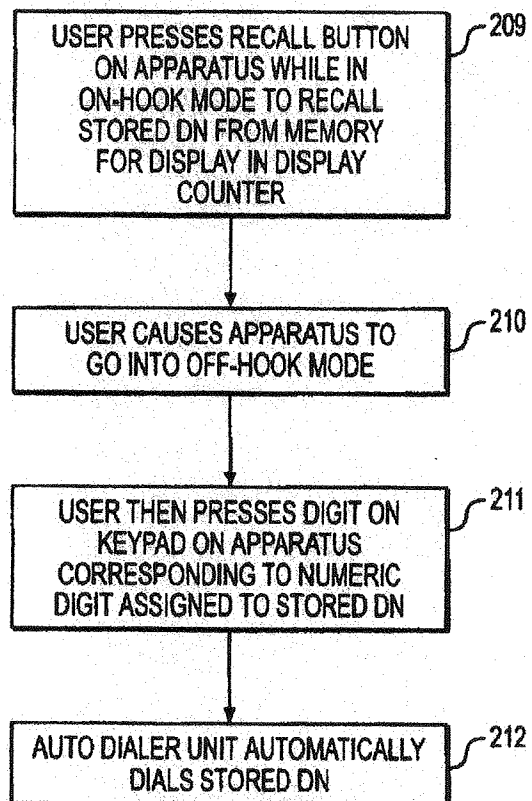 USER PRESSES RECALL BUTTON
ON APPARATUS WHILE IN
ON-HOOK MODE TO RECALL
STORED DN FROM MEMORY
FOR DISPLAY IN DISPLAY
COUNTER
209
USER CAUSES APPARATUS TO
GO INTO OFF-HOOK MODE
210
USER THEN PRESSES DIGIT ON
KEYPAD ON APPARATUS
CORRESPONDING TO NUMERIC
DIGIT ASSIGNED TO STORED DN
211
AUTO DIALER UNIT AUTOMATICALLY
DIALS STORED DN
212